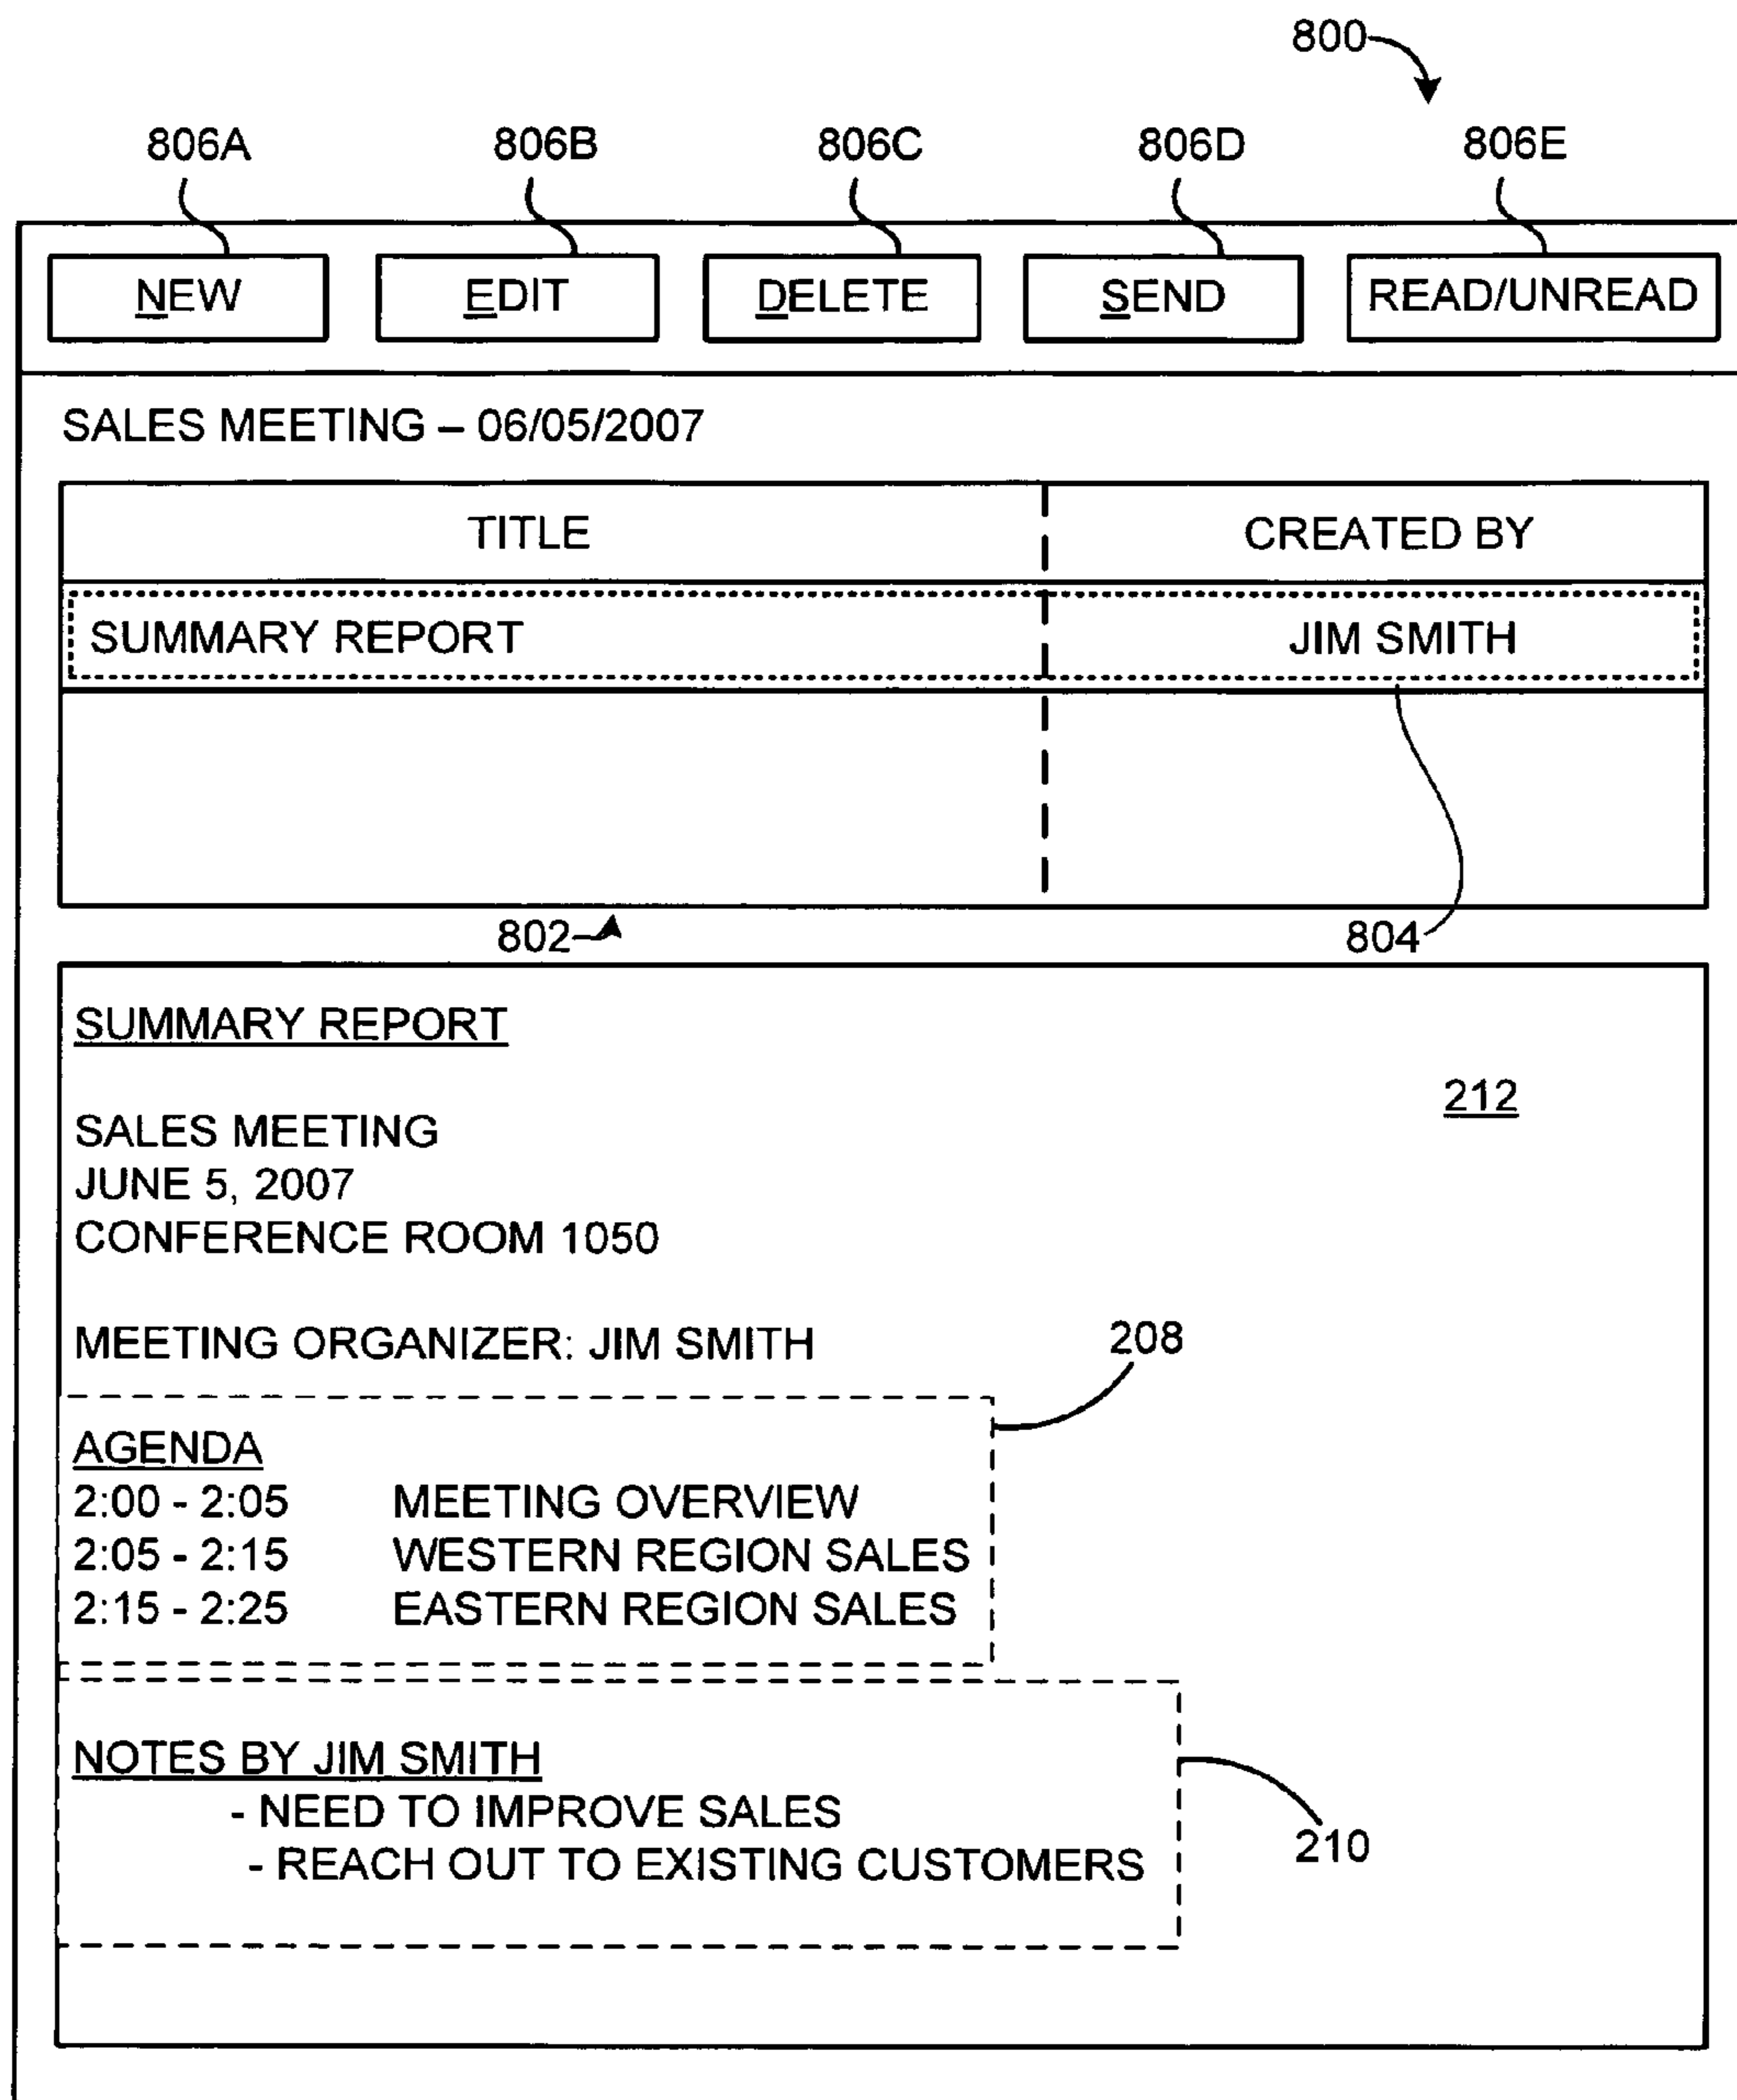 800
806A 806B 806C 806D 806E
NEW EDIT DELETE SEND READ/UNREAD
SALES MEETING – 06/05/2007
TITLE CREATED BY
SUMMARY REPORT JIM SMITH
802 804
SUMMARY REPORT
212
SALES MEETING
JUNE 5, 2007
CONFERENCE ROOM 1050
MEETING ORGANIZER: JIM SMITH
208
AGENDA
2:00 - 2:05 MEETING OVERVIEW
2:05 - 2:15 WESTERN REGION SALES
2:15 - 2:25 EASTERN REGION SALES
NOTES BY JIM SMITH
- NEED TO IMPROVE SALES
210
- REACH OUT TO EXISTING CUSTOMERS